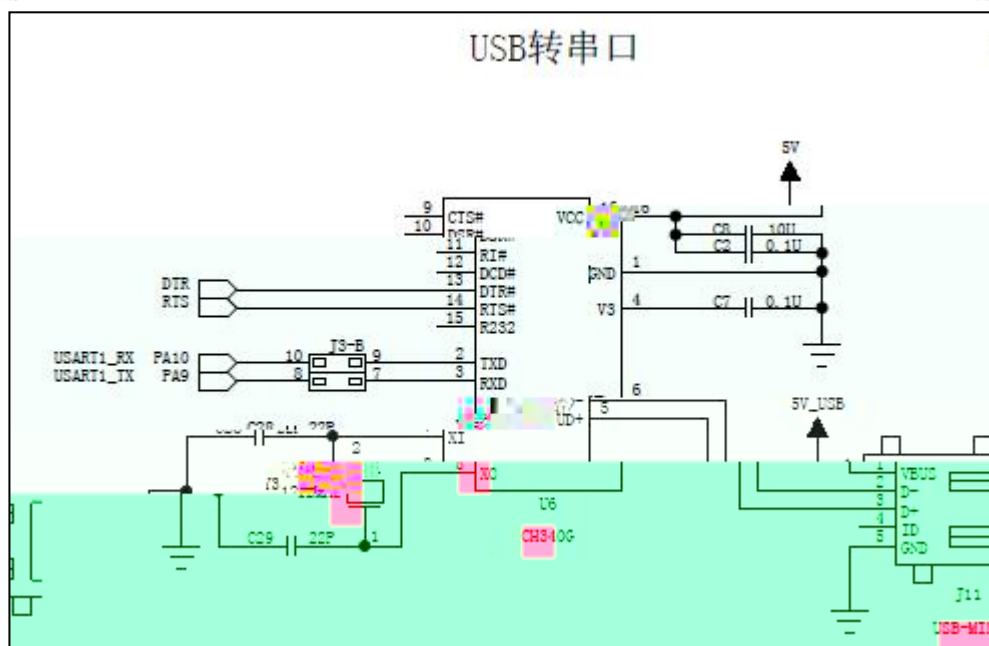 USB转串口
5V
9 CTS# VCC
10
C8 10U
11 C2 0.1U
RI#
12 DCD# GND 1
DTR 13 DTR#
RTS 14 RTS# V3 4 C7 0.1U
15 R232
J3-B
USART1_RX PA10 10 9 2 TXD
USART1_TX PA9 8 7 3 RXD
6
UD+ 5 5V_USB
22P XI
2
XO 1 VBUS
2 D-
U6 3 D+
4 ID
C29 22P 1 CH340G 5 GND
J11